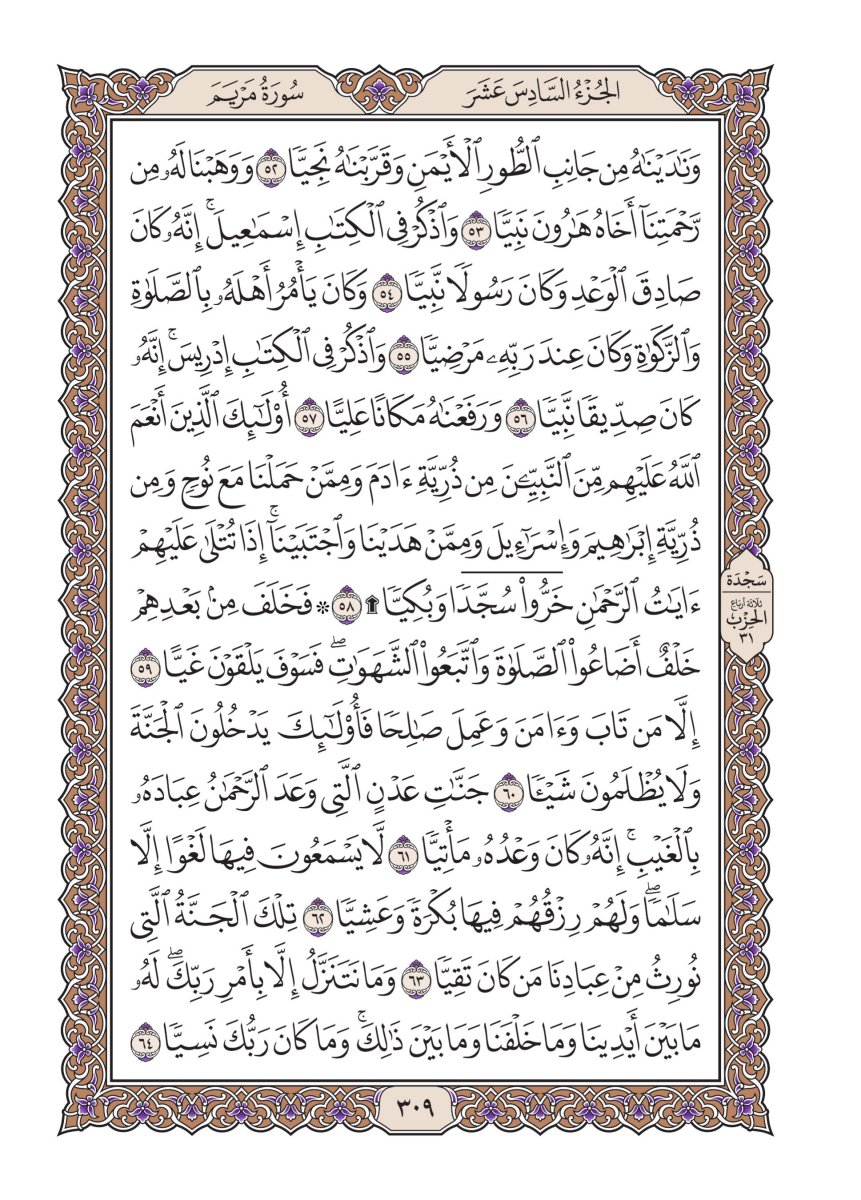 الجُزْءُ السَّادِسَ عَشَرَ
سُورَةُ مَرْيَمَ
وَنَٰدَيْنَٰهُ مِن جَانِبِ ٱلطُّورِ ٱلْأَيْمَنِ وَقَرَّبْنَٰهُ نَجِيًّا ٥٢ وَوَهَبْنَا لَهُۥ مِن
رَّحْمَتِنَآ أَخَاهُ هَٰرُونَ نَبِيًّا ٥٣ وَٱذْكُرْ فِى ٱلْكِتَٰبِ إِسْمَٰعِيلَ ۚ إِنَّهُۥ كَانَ
صَادِقَ ٱلْوَعْدِ وَكَانَ رَسُولًا نَّبِيًّا ٥٤ وَكَانَ يَأْمُرُ أَهْلَهُۥ بِٱلصَّلَوٰةِ
وَٱلزَّكَوٰةِ وَكَانَ عِندَ رَبِّهِۦ مَرْضِيًّا ٥٥ وَٱذْكُرْ فِى ٱلْكِتَٰبِ إِدْرِيسَ ۚ إِنَّهُۥ
كَانَ صِدِّيقًا نَّبِيًّا ٥٦ وَرَفَعْنَٰهُ مَكَانًا عَلِيًّا ٥٧ أُو۟لَٰٓئِكَ ٱلَّذِينَ أَنْعَمَ
ٱللَّهُ عَلَيْهِم مِّنَ ٱلنَّبِيِّۦنَ مِن ذُرِّيَّةِ ءَادَمَ وَمِمَّنْ حَمَلْنَا مَعَ نُوحٍ وَمِن
ذُرِّيَّةِ إِبْرَٰهِيمَ وَإِسْرَٰٓءِيلَ وَمِمَّنْ هَدَيْنَا وَٱجْتَبَيْنَآ ۚ إِذَا تُتْلَىٰ عَلَيْهِمْ
ءَايَٰتُ ٱلرَّحْمَٰنِ خَرُّوا۟ سُجَّدًا وَبُكِيًّا ۩ ٥٨ ۞ فَخَلَفَ مِنۢ بَعْدِهِمْ
خَلْفٌ أَضَاعُوا۟ ٱلصَّلَوٰةَ وَٱتَّبَعُوا۟ ٱلشَّهَوَٰتِ ۖ فَسَوْفَ يَلْقَوْنَ غَيًّا ٥٩
إِلَّا مَن تَابَ وَءَامَنَ وَعَمِلَ صَٰلِحًا فَأُو۟لَٰٓئِكَ يَدْخُلُونَ ٱلْجَنَّةَ
وَلَا يُظْلَمُونَ شَيْـًٔا ٦٠ جَنَّٰتِ عَدْنٍ ٱلَّتِى وَعَدَ ٱلرَّحْمَٰنُ عِبَادَهُۥ
بِٱلْغَيْبِ ۚ إِنَّهُۥ كَانَ وَعْدُهُۥ مَأْتِيًّا ٦١ لَّا يَسْمَعُونَ فِيهَا لَغْوًا إِلَّا
سَلَٰمًا ۖ وَلَهُمْ رِزْقُهُمْ فِيهَا بُكْرَةً وَعَشِيًّا ٦٢ تِلْكَ ٱلْجَنَّةُ ٱلَّتِى
نُورِثُ مِنْ عِبَادِنَا مَن كَانَ تَقِيًّا ٦٣ وَمَا نَتَنَزَّلُ إِلَّا بِأَمْرِ رَبِّكَ ۖ لَهُۥ
مَا بَيْنَ أَيْدِينَا وَمَا خَلْفَنَا وَمَا بَيْنَ ذَٰلِكَ ۚ وَمَا كَانَ رَبُّكَ نَسِيًّا ٦٤
سَجْدَة
ثلاثة أرباع
الحِزْب
٣١
٣٠٩